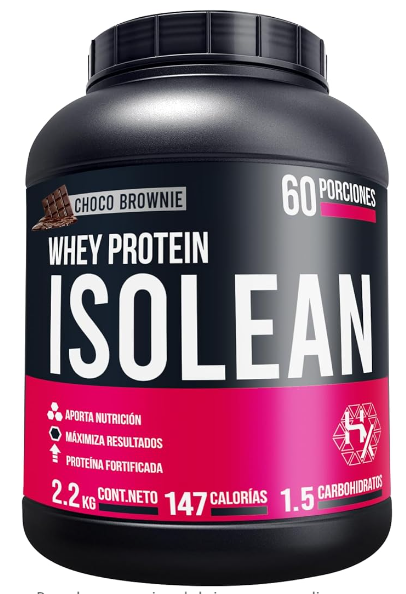 CHOCO BROWNIE
60 PORCIONES
WHEY PROTEIN
ISOLEAN
APORTA NUTRICIÓN
MÁXIMIZA RESULTADOS
PROTEÍNA FORTIFICADA
2.2 KG CONT.NETO 147 CALORÍAS 1.5 CARBOHIDRATOS